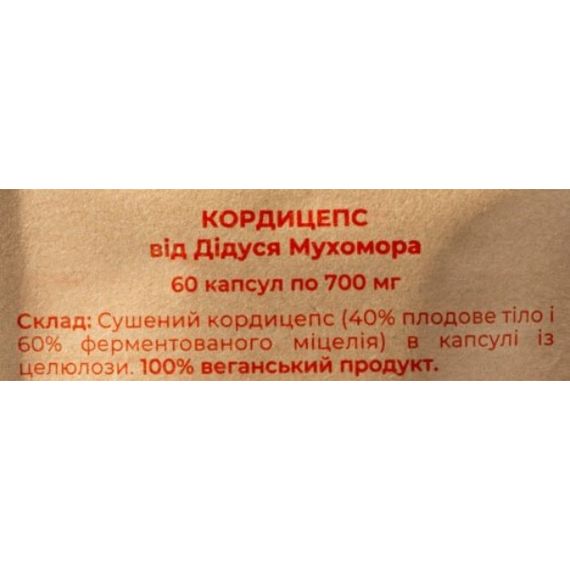 КОРДИЦЕПС
від Дідуся Мухомора
60 капсул по 700 мг
Склад: Сушений кордицепс (40% плодове тіло і
60% ферментованого міцелія) в капсулі із
целюлози. 100% веганський продукт.